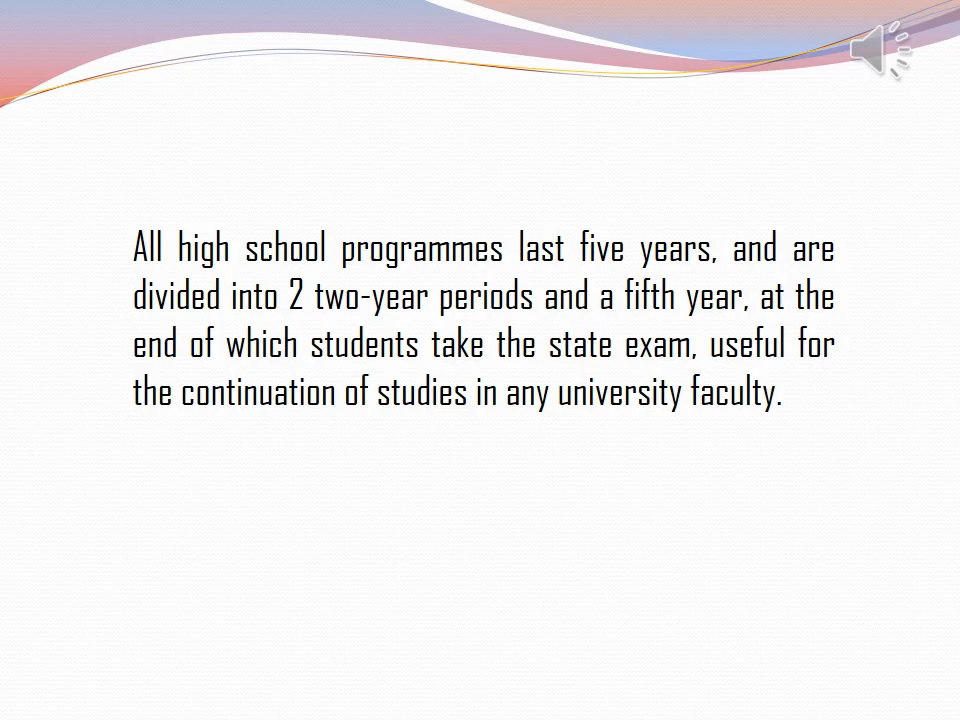 All high school programmes last five years, and are
divided into 2 two-year periods and a fifth year, at the
end of which students take the state exam, useful for
the continuation of studies in any university faculty.